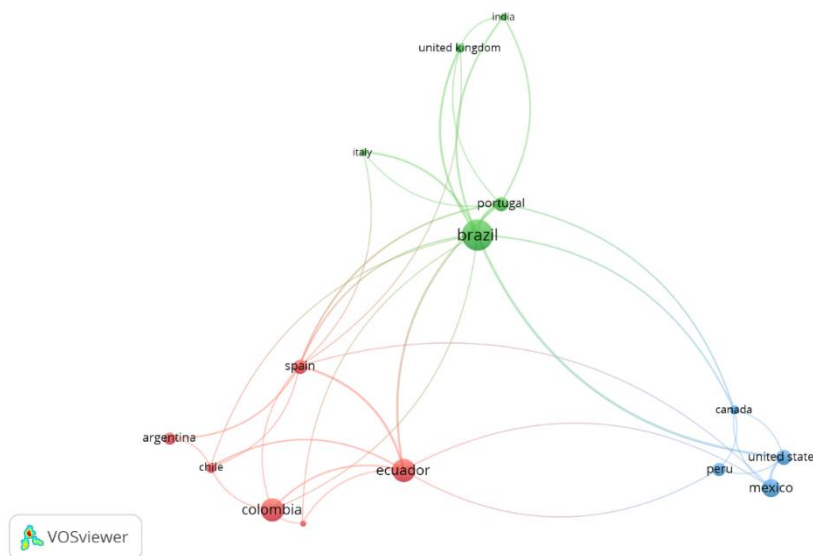 india
united kingdom
italy
portugal
brazil
spain
canada
argentina
chile
ecuador
peru
united state
mexico
colombia
VOSviewer